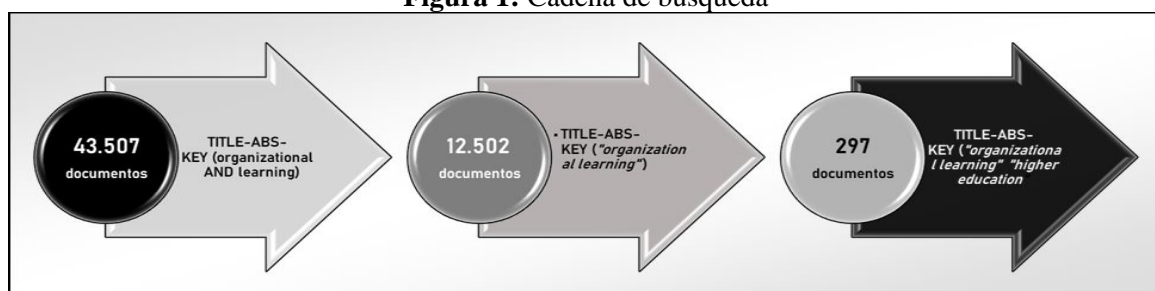 Figura 1: Cadena de búsqueda
43.507
documentos
TITLE-ABS-
KEY (organizational
AND learning)
12.502
documentos
• TITLE-ABS-
KEY ("organization
al learning")
297
documentos
TITLE-ABS-
KEY ("organizationa
l learning" "higher
education